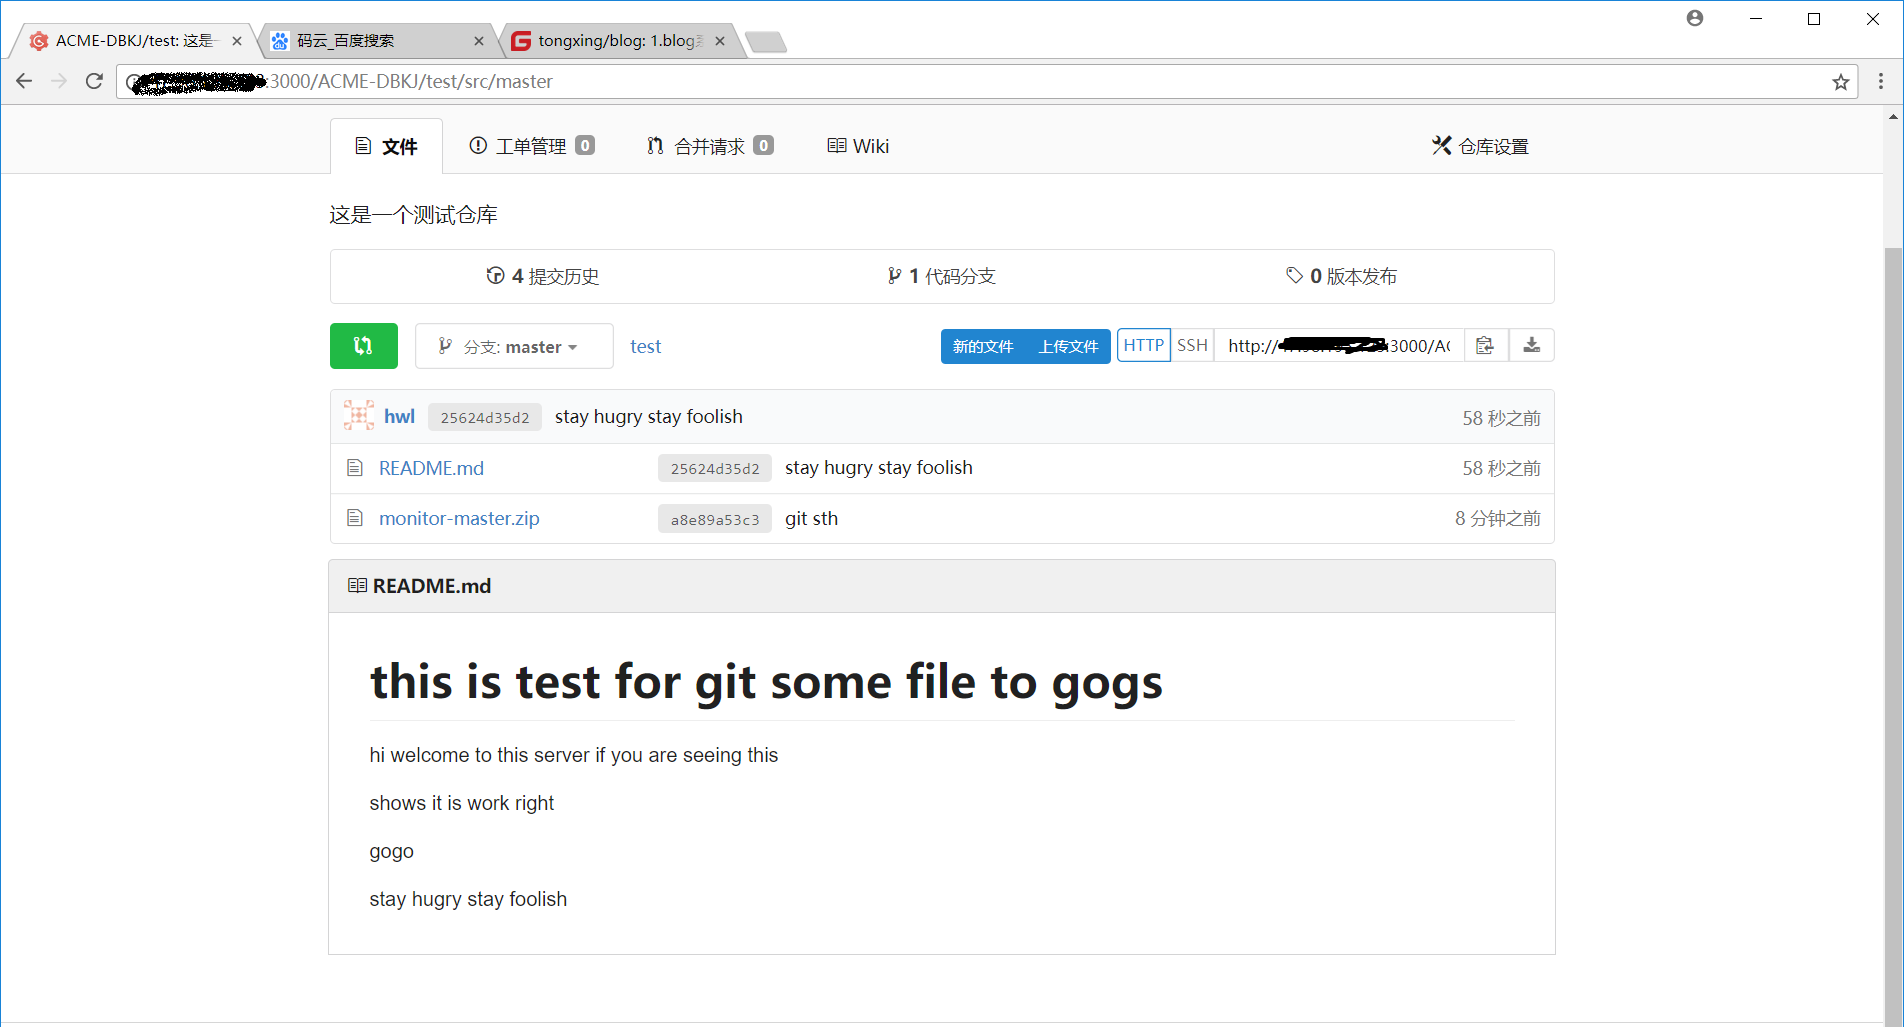 ACME-DBKJ/test: 这是一
码云_百度搜索
tongxing/blog: 1.blog
:3000/ACME-DBKJ/test/src/master
文件
工单管理 0
合并请求 0
Wiki
仓库设置
这是一个测试仓库
4 提交历史
1 代码分支
0 版本发布
分支: master
test
新的文件
上传文件
HTTP
SSH
http://
:3000/AC
hwl 25624d35d2 stay hugry stay foolish 58 秒之前
README.md 25624d35d2 stay hugry stay foolish 58 秒之前
monitor-master.zip a8e89a53c3 git sth 8 分钟之前
README.md
this is test for git some file to gogs
hi welcome to this server if you are seeing this
shows it is work right
gogo
stay hugry stay foolish